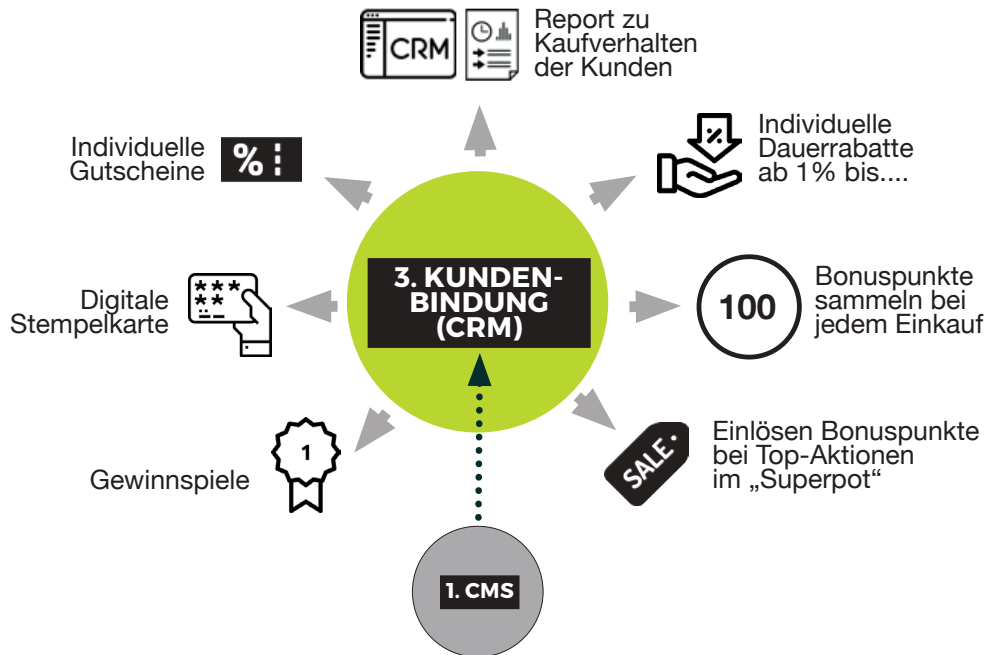 CRM
Report zu
Kaufverhalten
der Kunden
Individuelle
Gutscheine
%
%
Individuelle
Dauerrabatte
ab 1% bis....
3. KUNDEN-
BINDUNG
(CRM)
Digitale
Stempelkarte
***
**
100
Bonuspunkte
sammeln bei
jedem Einkauf
Gewinnspiele
1
SALE
Einlösen Bonuspunkte
bei Top-Aktionen
im „Superpot“
1. CMS